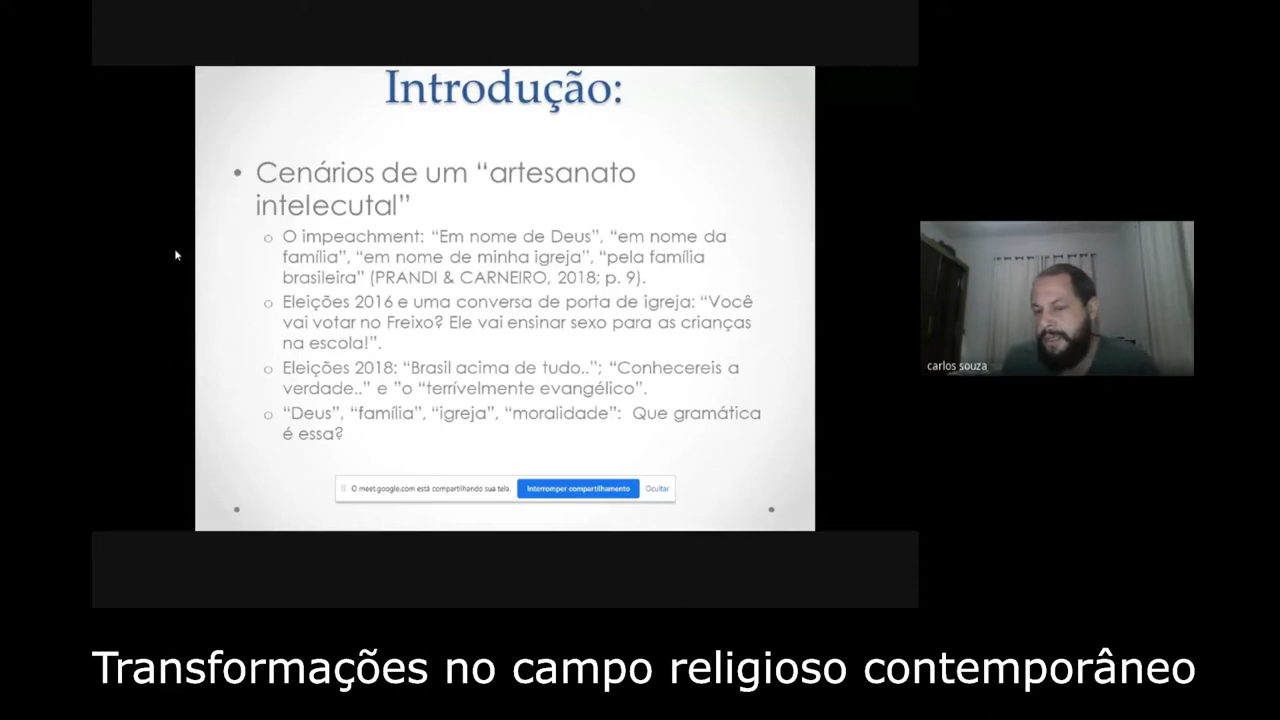 Introdução:
• Cenários de um “artesanato
intelecutal”
o O impeachment: “Em nome de Deus”, “em nome da
família”, “em nome de minha igreja”, “pela família
brasileira” (PRANDI & CARNEIRO, 2018; p. 9).
o Eleições 2016 e uma conversa de porta de igreja: “Você
vai votar no Freixo? Ele vai ensinar sexo para as crianças
na escola!”.
o Eleições 2018: “Brasil acima de tudo..”; “Conhecereis a
verdade..” e ”o “terrívelmente evangélico”.
o “Deus”, “família”, “igreja”, “moralidade”: Que gramática
é essa?
O meet.google.com está compartilhando sua tela. Interromper compartilhamento Ocultar
carlos souza
Transformações no campo religioso contemporâneo